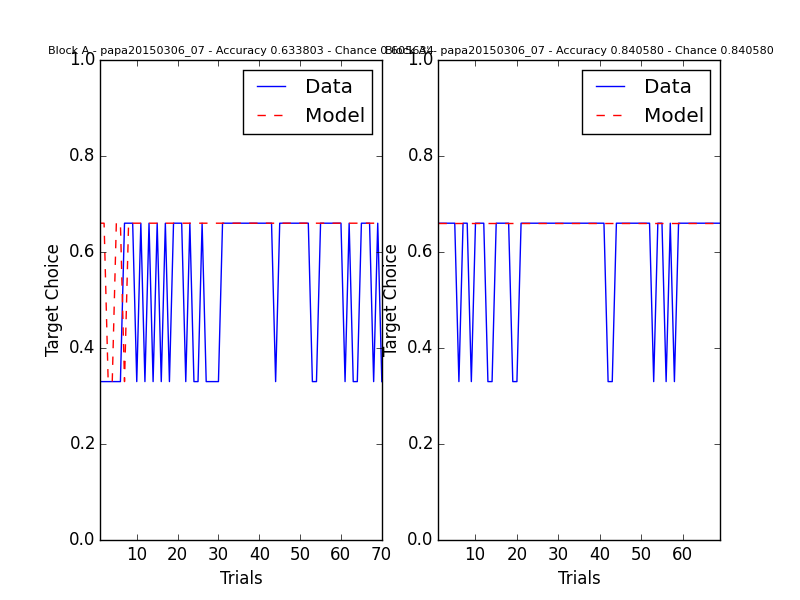 Block A - papa20150306_07 - Accuracy 0.633803 - Chance 0.605634
Block A - papa20150306_07 - Accuracy 0.840580 - Chance 0.840580
1.0
0.8
0.6
0.4
0.2
0.0
Target Choice
Data
Model
10 20 30 40 50 60 70
Trials
1.0
0.8
0.6
0.4
0.2
0.0
Target Choice
Data
Model
10 20 30 40 50 60
Trials